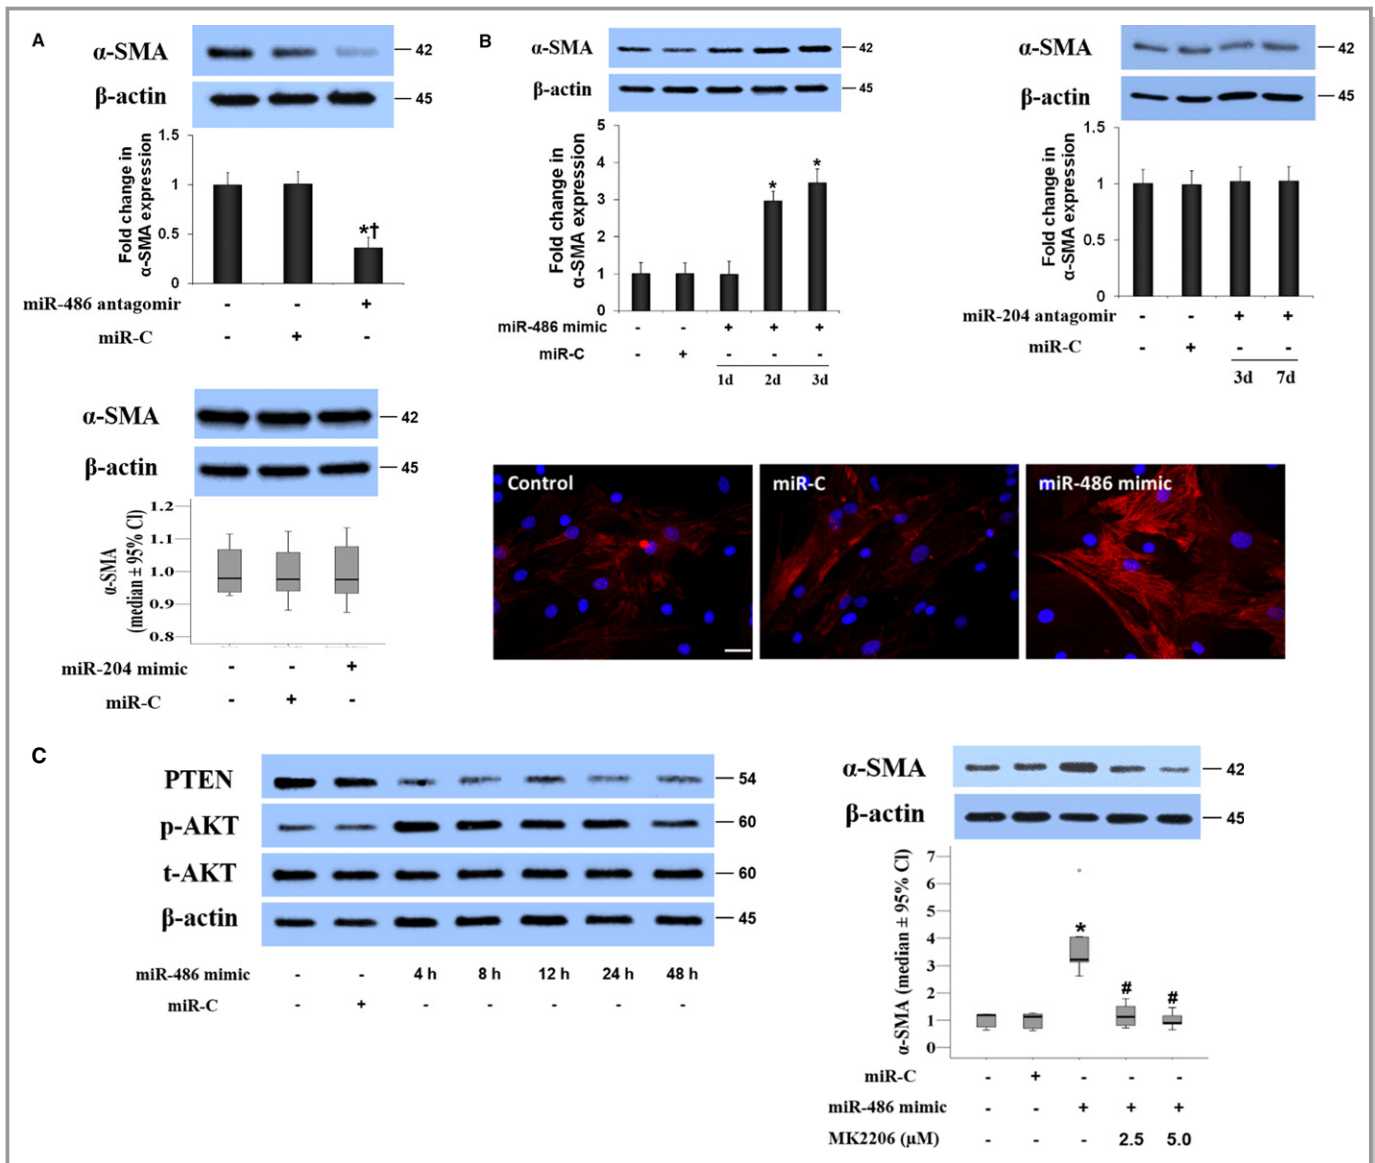 A
α-SMA
42
β-actin
45
1.5
1
0.5
0
Fold change in
α-SMA expression
*†
miR-486 antagomir - - +
miR-C - + -
α-SMA
42
β-actin
45
1.2
1.1
1.0
0.9
0.8
α-SMA
(median ± 95% CI)
miR-204 mimic - - +
miR-C - + -
B
α-SMA
42
β-actin
45
5
4
3
2
1
0
Fold change in
α-SMA expression
* *
miR-486 mimic - - + + +
miR-C - + - - -
1d 2d 3d
α-SMA
42
β-actin
45
1.5
1
0.5
0
Fold change in
α-SMA expression
miR-204 antagomir - - + +
miR-C - + - -
3d 7d
Control
miR-C
miR-486 mimic
C
PTEN
54
p-AKT
60
t-AKT
60
β-actin
45
miR-486 mimic - - 4 h 8 h 12 h 24 h 48 h
miR-C - + - - - - -
α-SMA
42
β-actin
45
7
6
5
4
3
2
1
0
α-SMA (median ± 95% CI)
* # #
miR-C - + - - -
miR-486 mimic - - + + +
MK2206 (μM) - - - 2.5 5.0